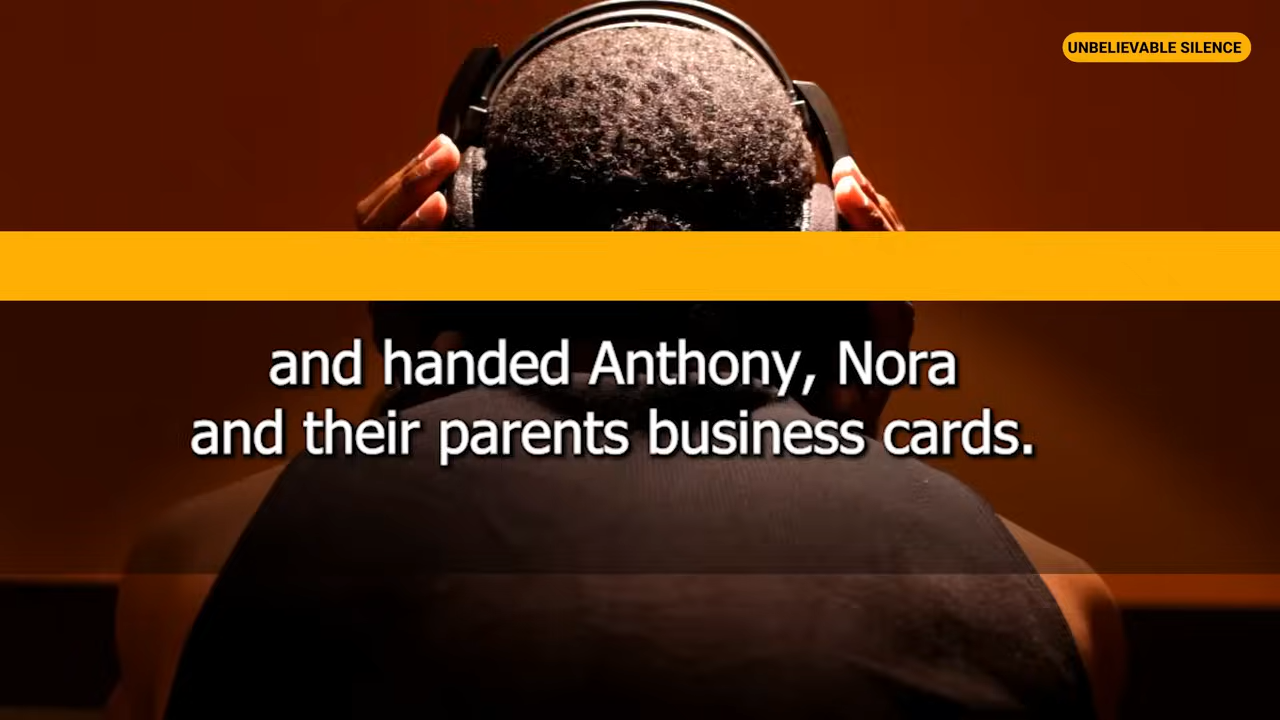 UNBELIEVABLE SILENCE
and handed Anthony, Nora
and their parents business cards.